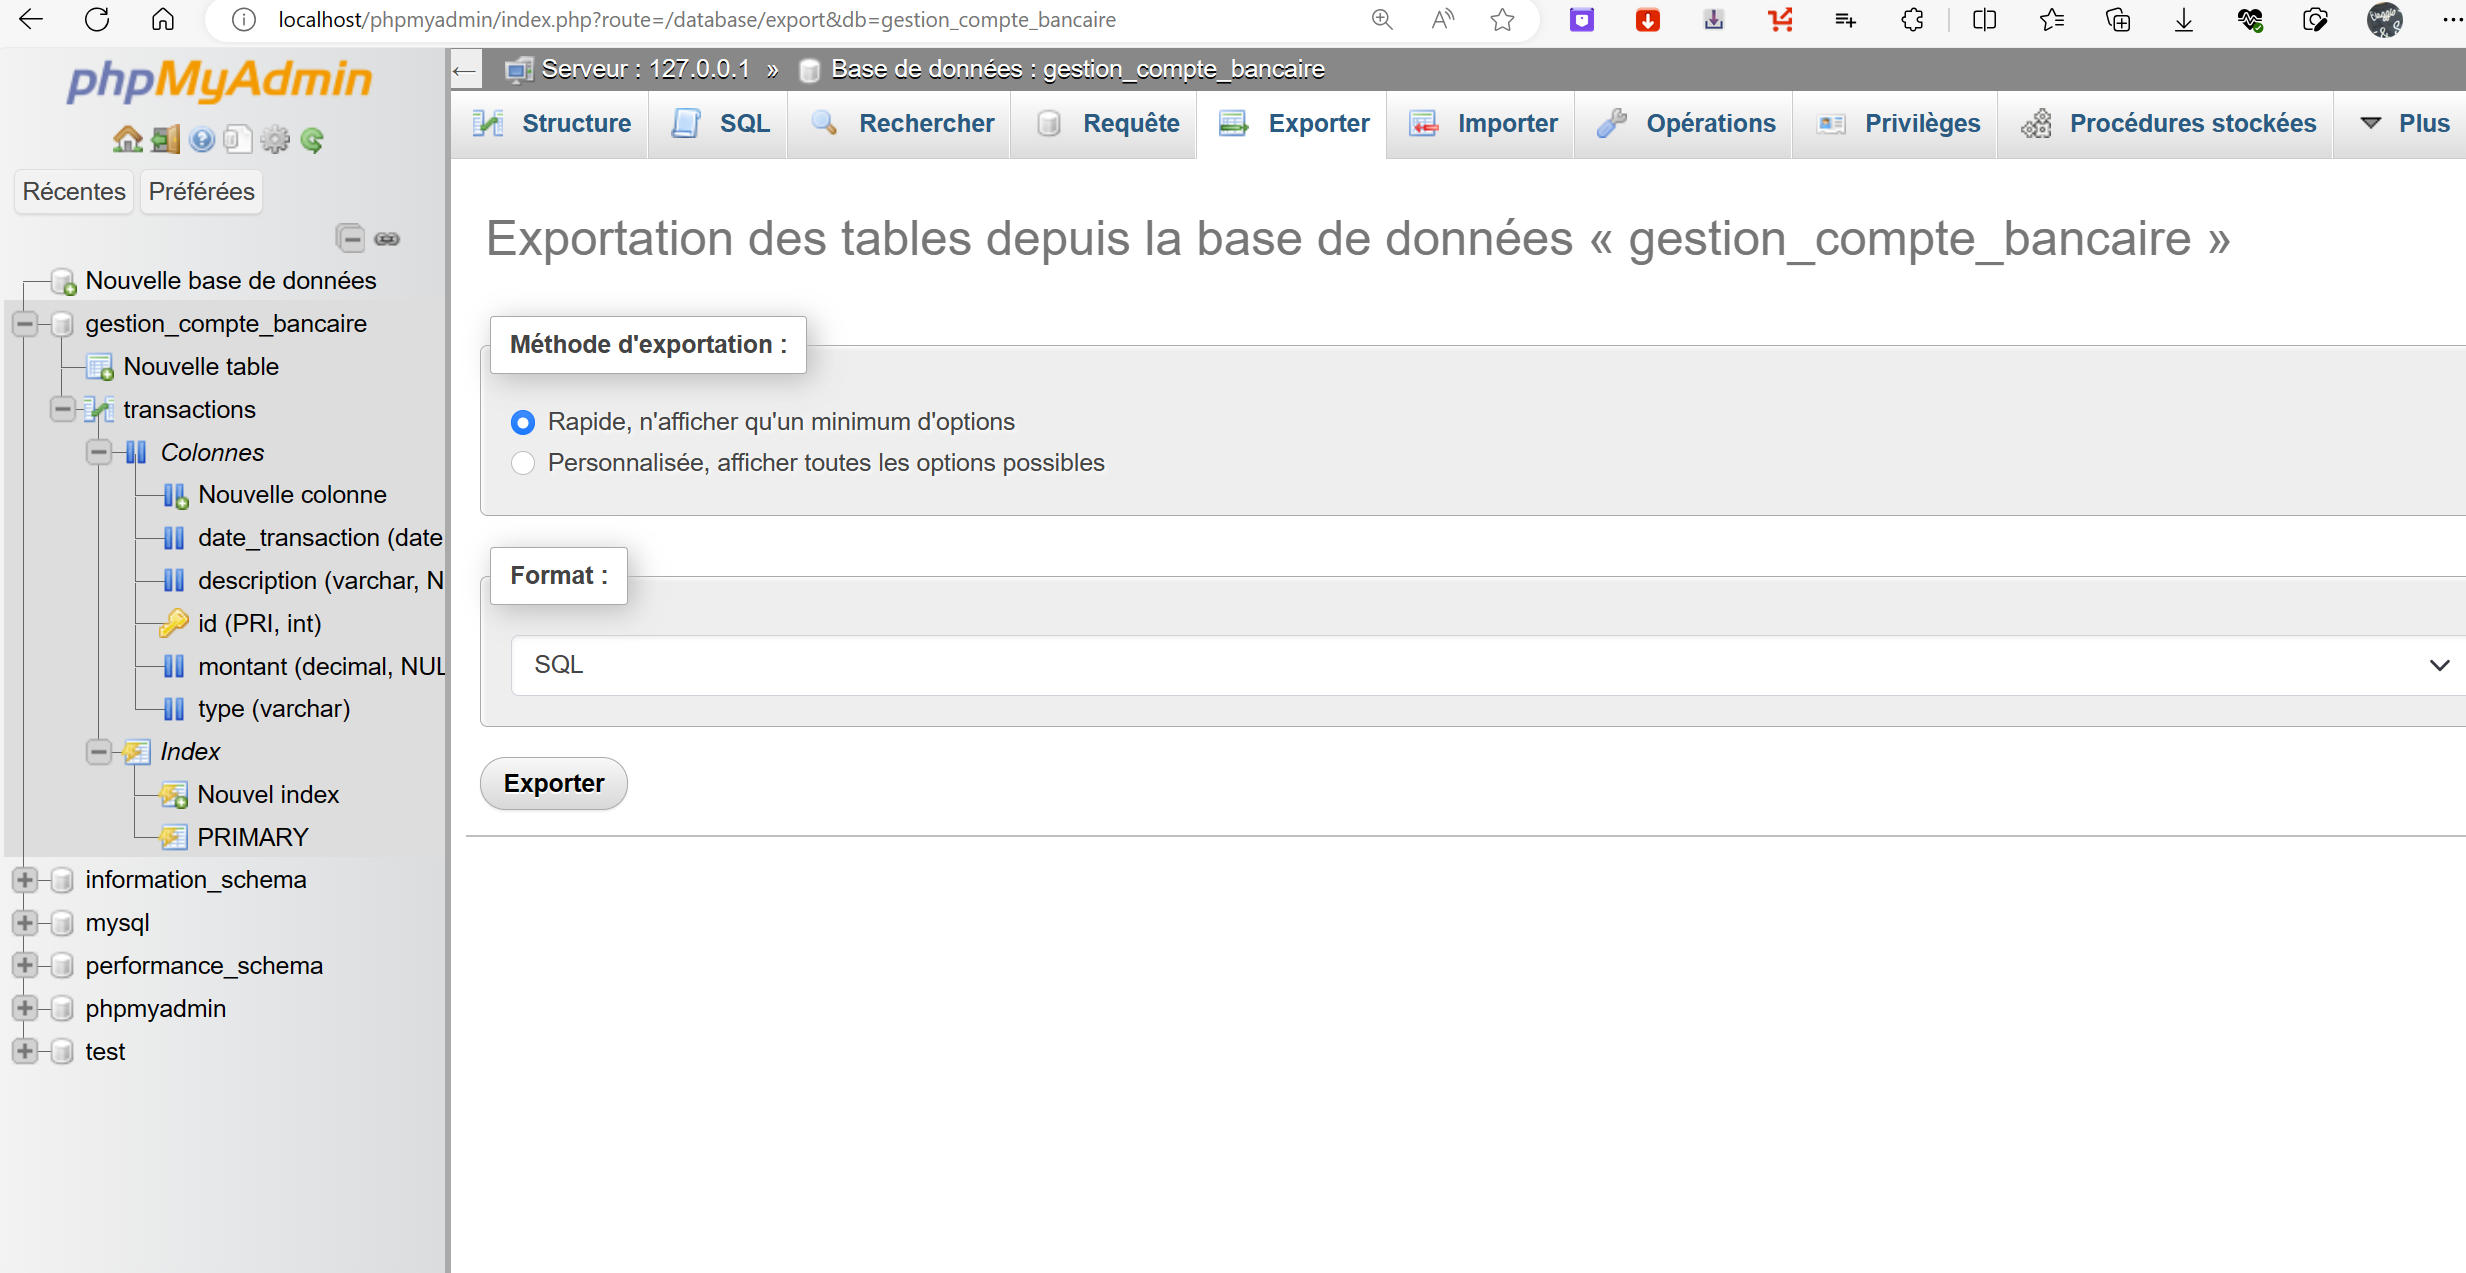 localhost/phpmyadmin/index.php?route=/database/export&db=gestion_compte_bancaire
phpMyAdmin
Récentes Préférées
Nouvelle base de données
gestion_compte_bancaire
Nouvelle table
transactions
Colonnes
Nouvelle colonne
date_transaction (date
description (varchar, N
id (PRI, int)
montant (decimal, NUL
type (varchar)
Index
Nouvel index
PRIMARY
information_schema
mysql
performance_schema
phpmyadmin
test
Serveur : 127.0.0.1 » Base de données : gestion_compte_bancaire
Structure SQL Rechercher Requête Exporter Importer Opérations Privilèges Procédures stockées Plus
Exportation des tables depuis la base de données « gestion_compte_bancaire »
Méthode d'exportation :
Rapide, n'afficher qu'un minimum d'options
Personnalisée, afficher toutes les options possibles
Format :
SQL
Exporter